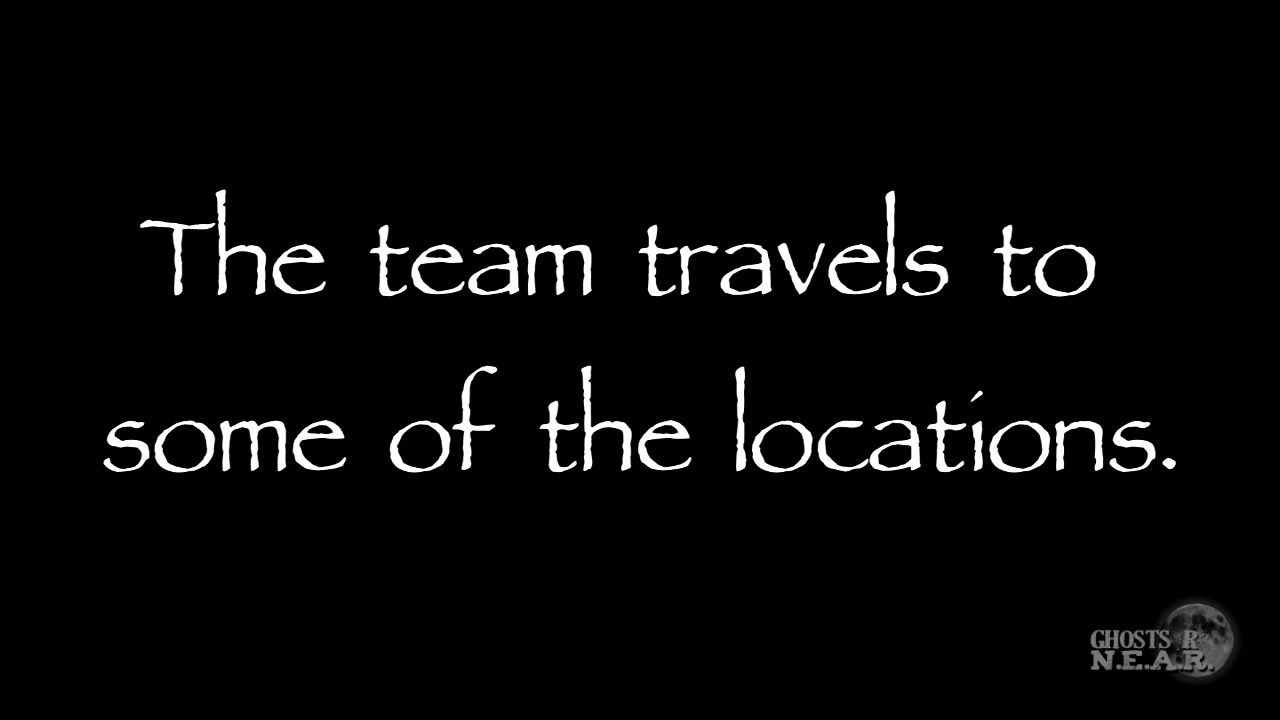 The team travels to
some of the locations.
GHOSTS R
N.E.A.R.